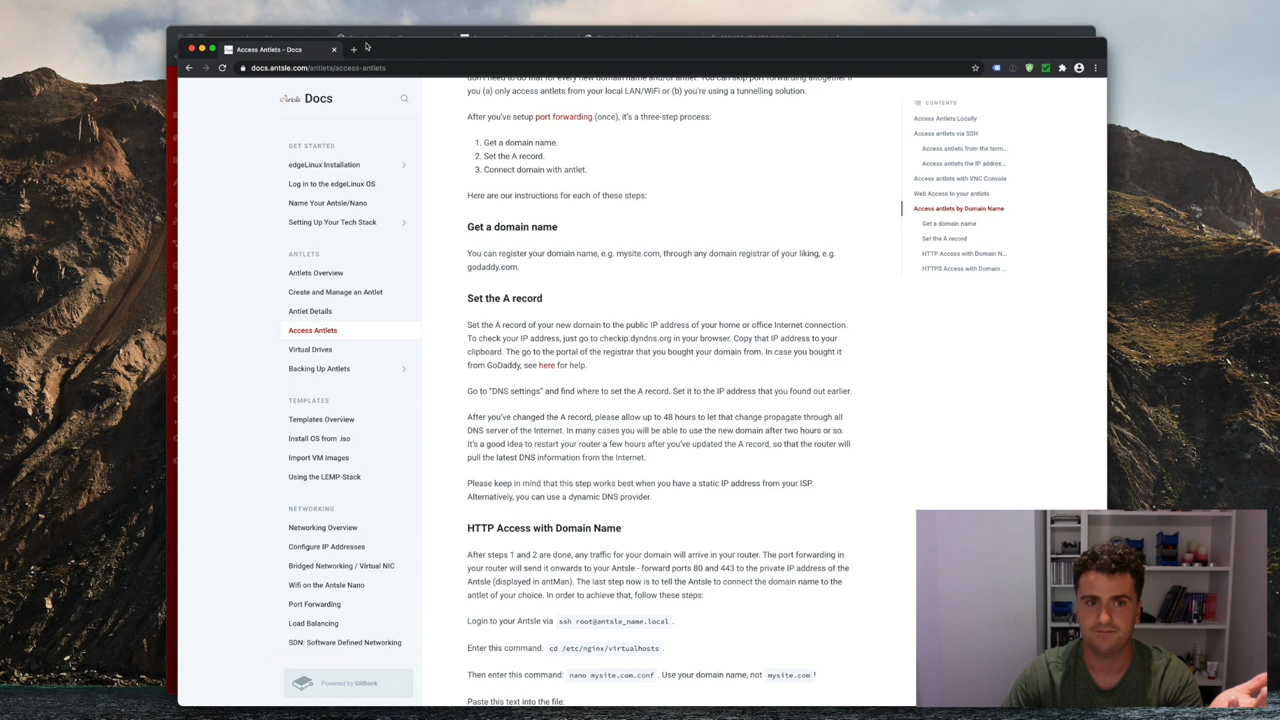 Access Antlets - Docs
docs.antsle.com/antlets/access-antlets
Antsle Docs
GET STARTED
edgeLinux Installation
Log in to the edgeLinux OS
Name Your Antsle/Nano
Setting Up Your Tech Stack
ANTLETS
Antlets Overview
Create and Manage an Antlet
Antlet Details
Access Antlets
Virtual Drives
Backing Up Antlets
TEMPLATES
Templates Overview
Install OS from .iso
Import VM Images
Using the LEMP-Stack
NETWORKING
Networking Overview
Configure IP Addresses
Bridged Networking / Virtual NIC
Wifi on the Antsle Nano
Port Forwarding
Load Balancing
SDN: Software Defined Networking
Powered by GitBook
don't need to do that for every new domain name and/or antlet. You can skip port forwarding altogether if
you (a) only access antlets from your local LAN/WiFi or (b) you're using a tunnelling solution.
After you've setup port forwarding (once), it's a three-step process:
1. Get a domain name.
2. Set the A record.
3. Connect domain with antlet.
Here are our instructions for each of these steps:
Get a domain name
You can register your domain name, e.g. mysite.com, through any domain registrar of your liking, e.g.
godaddy.com.
Set the A record
Set the A record of your new domain to the public IP address of your home or office Internet connection.
To check your IP address, just go to checkip.dyndns.org in your browser. Copy that IP address to your
clipboard. The go to the portal of the registrar that you bought your domain from. In case you bought it
from GoDaddy, see here for help.
Go to “DNS settings” and find where to set the A record. Set it to the IP address that you found out earlier.
After you've changed the A record, please allow up to 48 hours to let that change propagate through all
DNS server of the Internet. In many cases you will be able to use the new domain after two hours or so.
It's a good idea to restart your router a few hours after you've updated the A record, so that the router will
pull the latest DNS information from the Internet.
Please keep in mind that this step works best when you have a static IP address from your ISP.
Alternatively, you can use a dynamic DNS provider.
HTTP Access with Domain Name
After steps 1 and 2 are done, any traffic for your domain will arrive in your router. The port forwarding in
your router will send it onwards to your Antsle - forward ports 80 and 443 to the private IP address of the
Antsle (displayed in antMan). The last step now is to tell the Antsle to connect the domain name to the
antlet of your choice. In order to achieve that, follow these steps:
Login to your Antsle via ssh root@antsle_name.local .
Enter this command: cd /etc/nginx/virtualhosts .
Then enter this command: nano mysite.com.conf . Use your domain name, not mysite.com !
Paste this text into the file:
CONTENTS
Access Antlets Locally
Access antlets via SSH
Access antlets from the term...
Access antlets the IP addres...
Access antlets with VNC Console
Web Access to your antlets
Access antlets by Domain Name
Get a domain name
Set the A record
HTTP Access with Domain N...
HTTPS Access with Domain ...